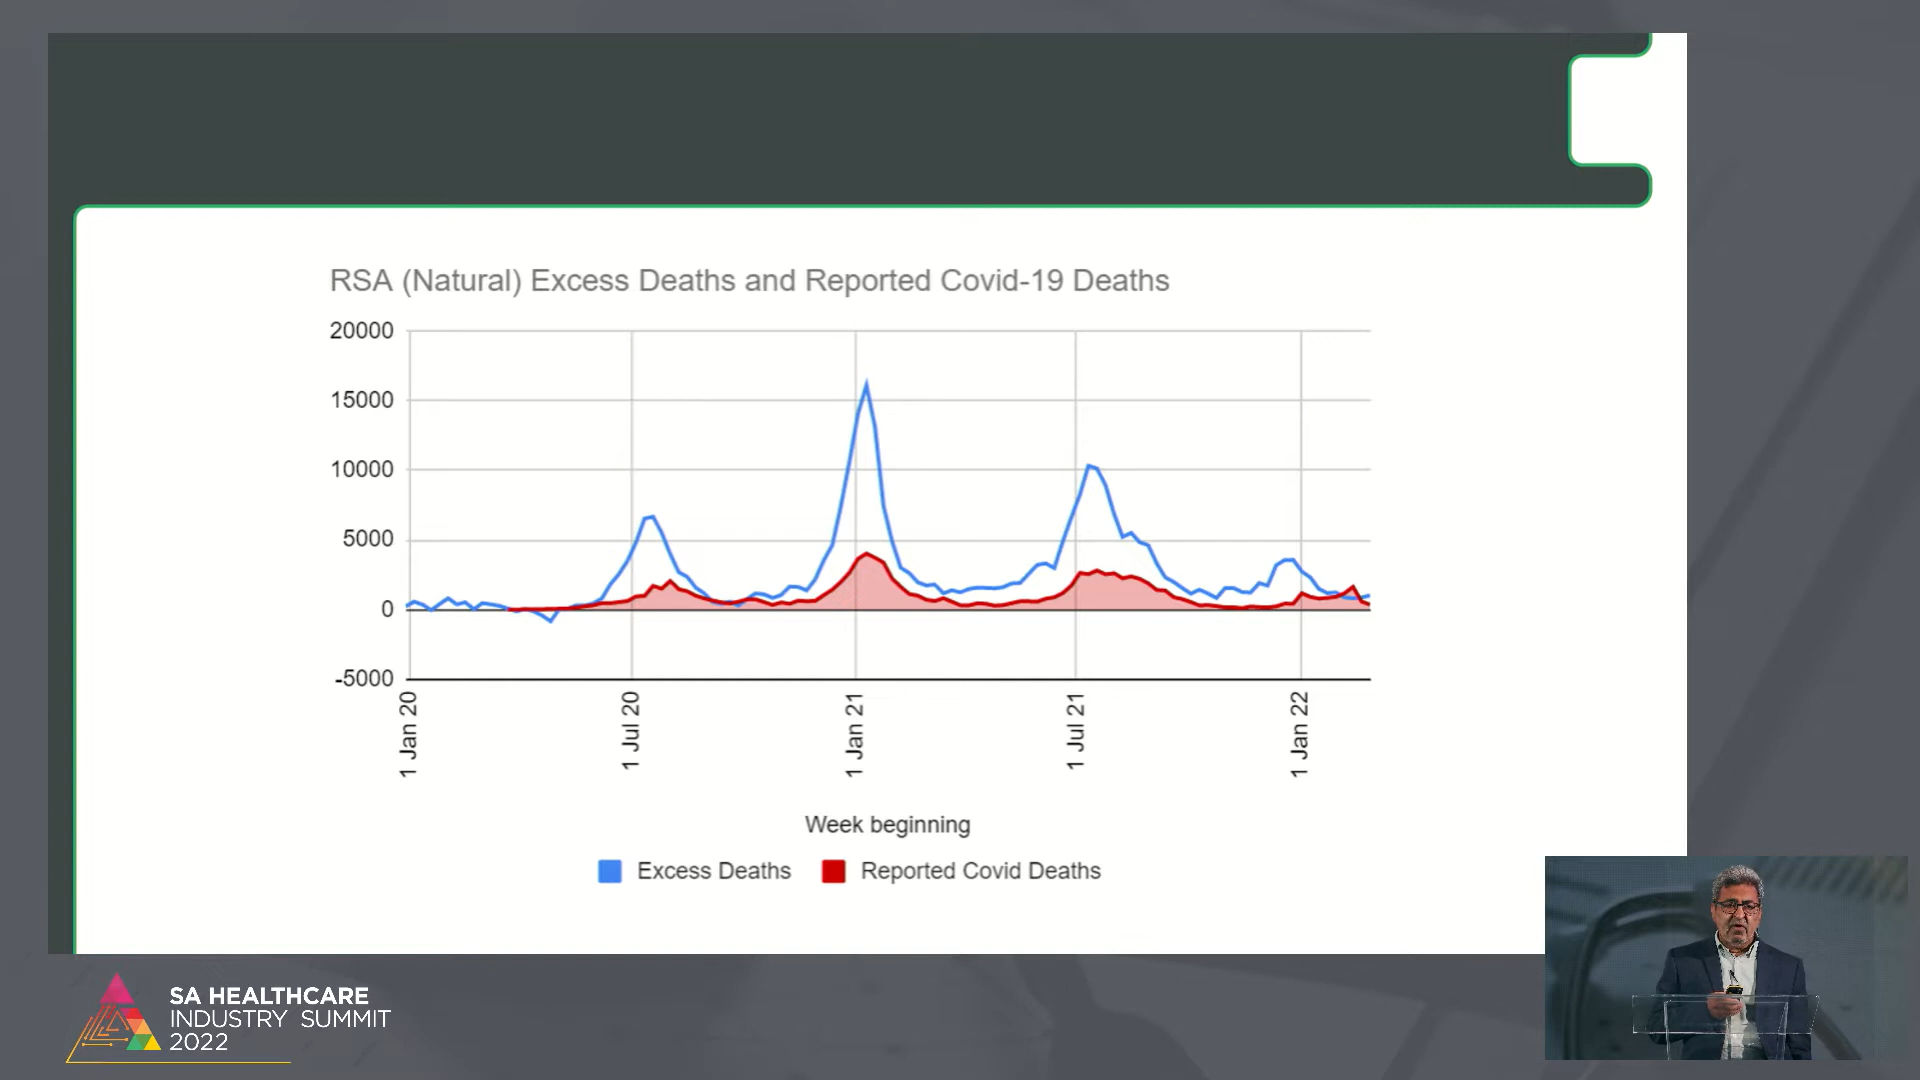 RSA (Natural) Excess Deaths and Reported Covid-19 Deaths
20000
15000
10000
5000
0
-5000
1 Jan 20
1 Jul 20
1 Jan 21
1 Jul 21
1 Jan 22
Week beginning
Excess Deaths
Reported Covid Deaths
SA HEALTHCARE
INDUSTRY SUMMIT
2022